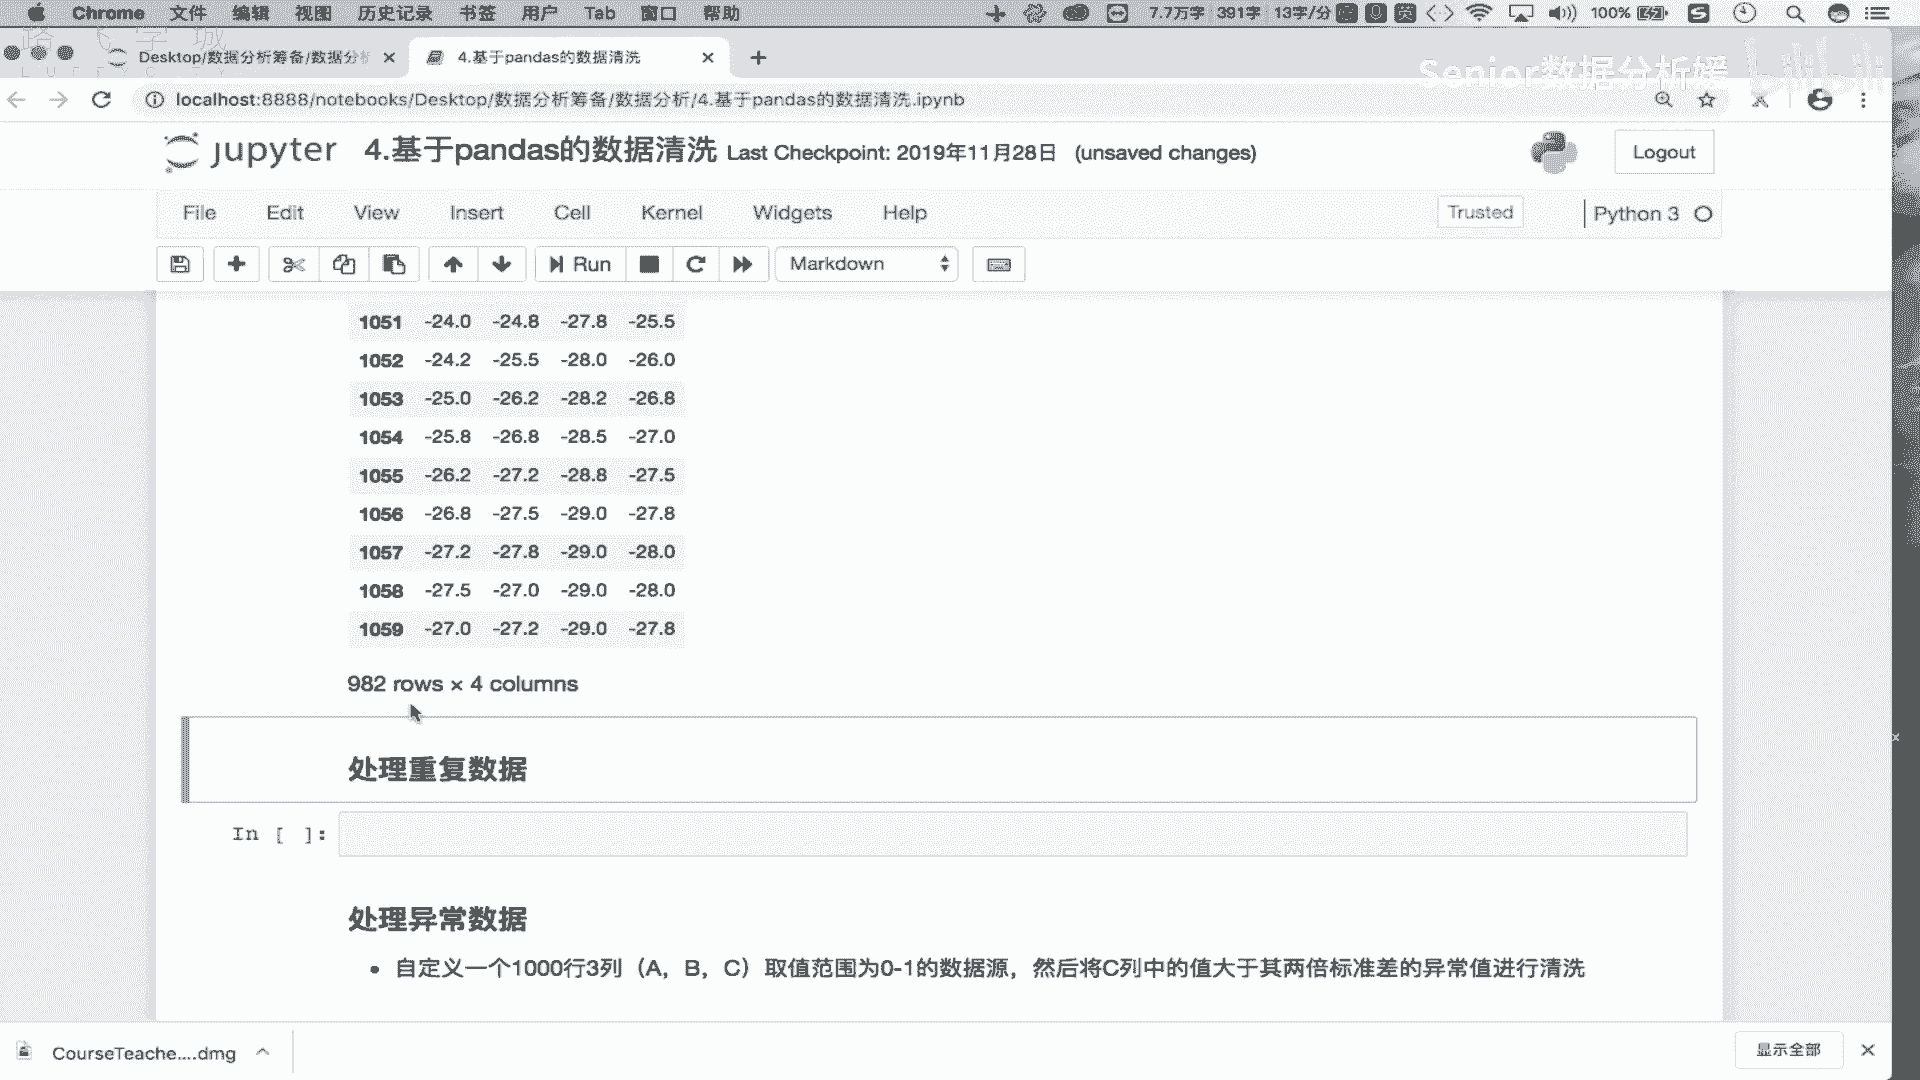 Chrome 文件 编辑 视图 历史记录 书签 用户 Tab 窗口 帮助 7.7万字 391字 13字/分 英 100%
Desktop/数据分析筹备/数据分析
4.基于pandas的数据清洗
Senior数据分析媛 bilibili
localhost:8888/notebooks/Desktop/数据分析筹备/数据分析/4.基于pandas的数据清洗.ipynb
jupyter 4.基于pandas的数据清洗 Last Checkpoint: 2019年11月28日 (unsaved changes)
Logout
File Edit View Insert Cell Kernel Widgets Help Trusted Python 3
Run Markdown
1051 -24.0 -24.8 -27.8 -25.5
1052 -24.2 -25.5 -28.0 -26.0
1053 -25.0 -26.2 -28.2 -26.8
1054 -25.8 -26.8 -28.5 -27.0
1055 -26.2 -27.2 -28.8 -27.5
1056 -26.8 -27.5 -29.0 -27.8
1057 -27.2 -27.8 -29.0 -28.0
1058 -27.5 -27.0 -29.0 -28.0
1059 -27.0 -27.2 -29.0 -27.8
982 rows × 4 columns
处理重复数据
In [ ]:
处理异常数据
自定义一个1000行3列（A，B，C）取值范围为0-1的数据源，然后将C列中的值大于其两倍标准差的异常值进行清洗
CourseTeache....dmg
显示全部